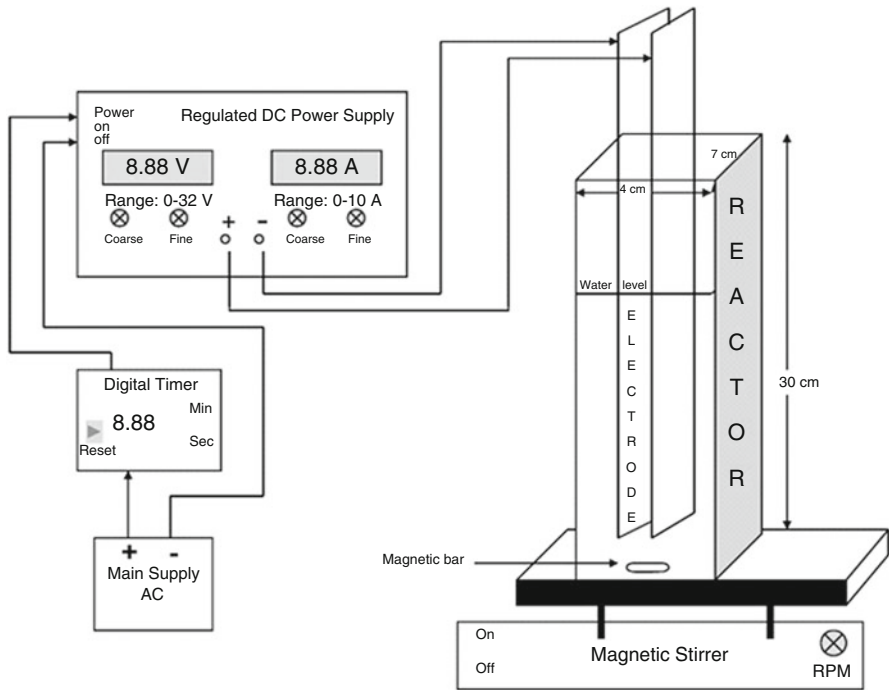 Power
on
off
Regulated DC Power Supply
8.88 V
8.88 A
Range: 0-32 V
Range: 0-10 A
+ -
Coarse
Fine
Coarse
Fine
Digital Timer
8.88
Min
Sec
Reset
+ -
Main Supply
AC
7 cm
4 cm
Water level
ELECTRODE
REACTOR
30 cm
Magnetic bar
On
Off
Magnetic Stirrer
RPM